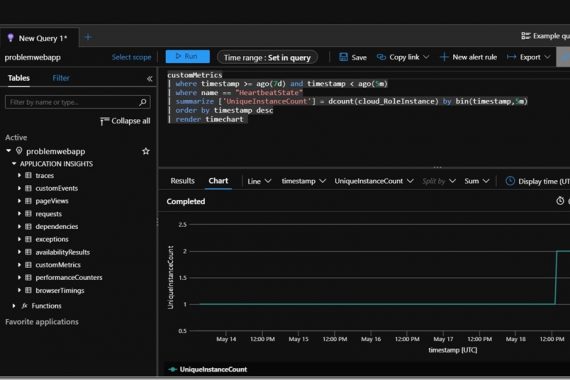 New Query 1*
+
Example qu
problemwebapp
Select scope
Run
Time range : Set in query
Save
Copy link
New alert rule
Export
Tables
Filter
Filter by name or type...
Collapse all
Active
problemwebapp
APPLICATION INSIGHTS
traces
customEvents
pageViews
requests
dependencies
exceptions
availabilityResults
customMetrics
performanceCounters
browserTimings
fx Functions
Favorite applications
customMetrics
| where timestamp >= ago(7d) and timestamp < ago(5m)
| where name == "HeartbeatState"
| summarize ['UniqueInstanceCount'] = dcount(cloud_RoleInstance) by bin(timestamp,5m)
| order by timestamp desc
| render timechart
Results
Chart
Line
timestamp
UniqueInstanceCount
Split by
Sum
Display time (UT
Completed
UniqueInstanceCount
2.5
2
1.5
1
0.5
May 14
12:00 PM
May 15
12:00 PM
May 16
12:00 PM
May 17
12:00 PM
May 18
12:00 PM
timestamp [UTC]
UniqueInstanceCount